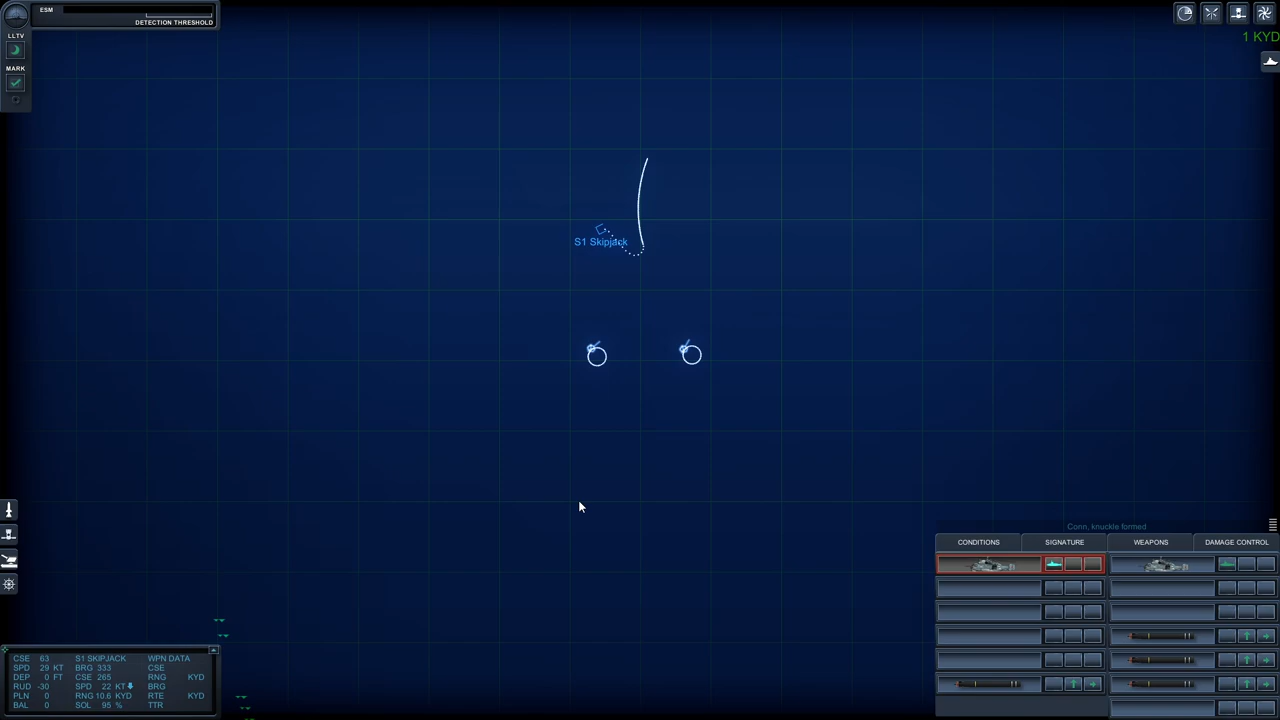 ESM
DETECTION THRESHOLD
LLTV
MARK
1 KYD
S1 Skipjack
Conn, knuckle formed
CONDITIONS SIGNATURE WEAPONS DAMAGE CONTROL
CSE 63 S1 SKIPJACK WPN DATA
SPD 29 KT BRG 333 CSE
DEP 0 FT CSE 265 RNG KYD
RUD -30 SPD 22 KT BRG
PLN 0 RNG 10.6 KYD RTE KYD
BAL 0 SOL 95 % TTR